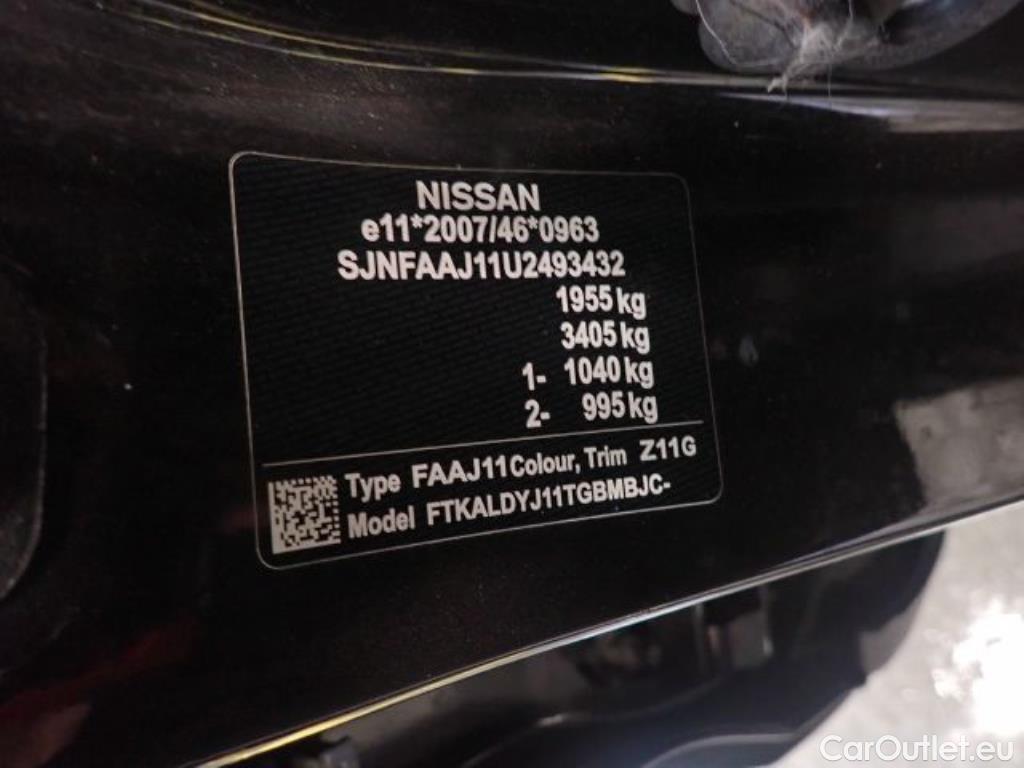 NISSAN
e11*2007/46*0963
SJNFAAJ11U2493432
1955 kg
3405 kg
1- 1040 kg
2- 995 kg
Type FAAJ11 Colour, Trim Z11G
Model FTKALDYJ11TGBMBJC-
CarOutlet.eu